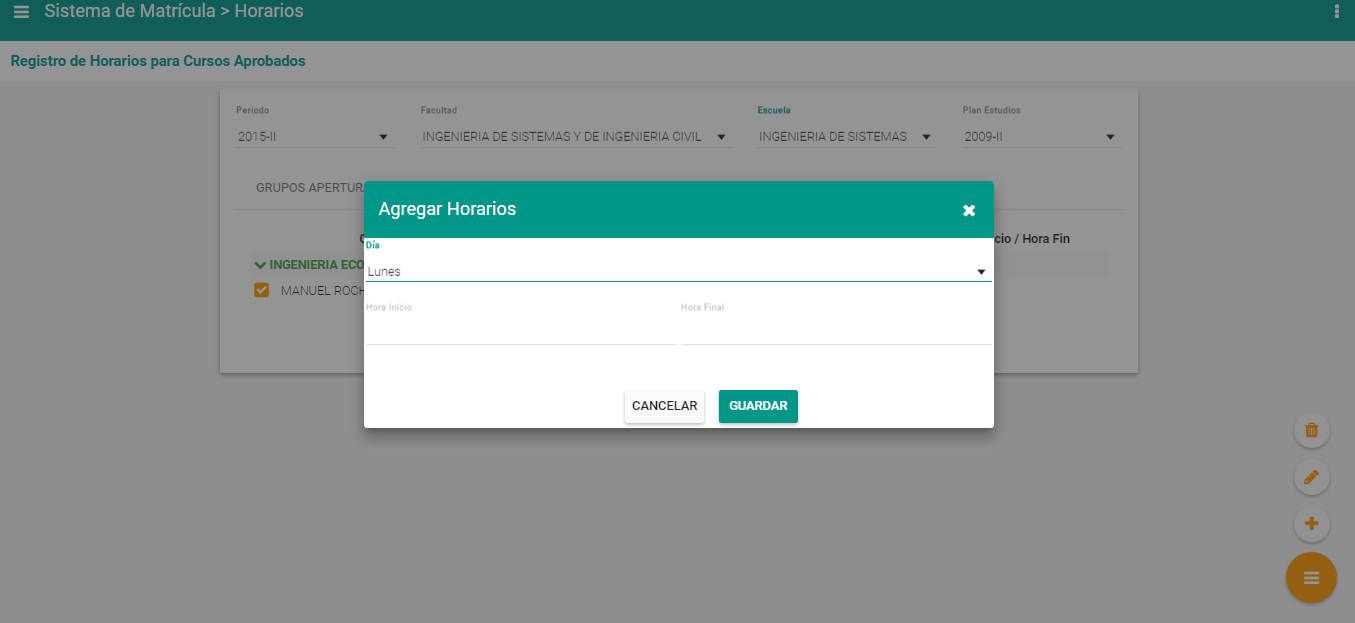 Sistema de Matrícula > Horarios
Registro de Horarios para Cursos Aprobados
Periodo Facultad Escuela Plan Estudios
2015-II INGENIERIA DE SISTEMAS Y DE INGENIERIA CIVIL INGENIERIA DE SISTEMAS 2009-II
GRUPOS APERTUR
Agregar Horarios
cio / Hora Fin
Día
INGENIERIA ECO
Lunes
MANUEL ROCH
Hora Inicio Hora Final
CANCELAR GUARDAR